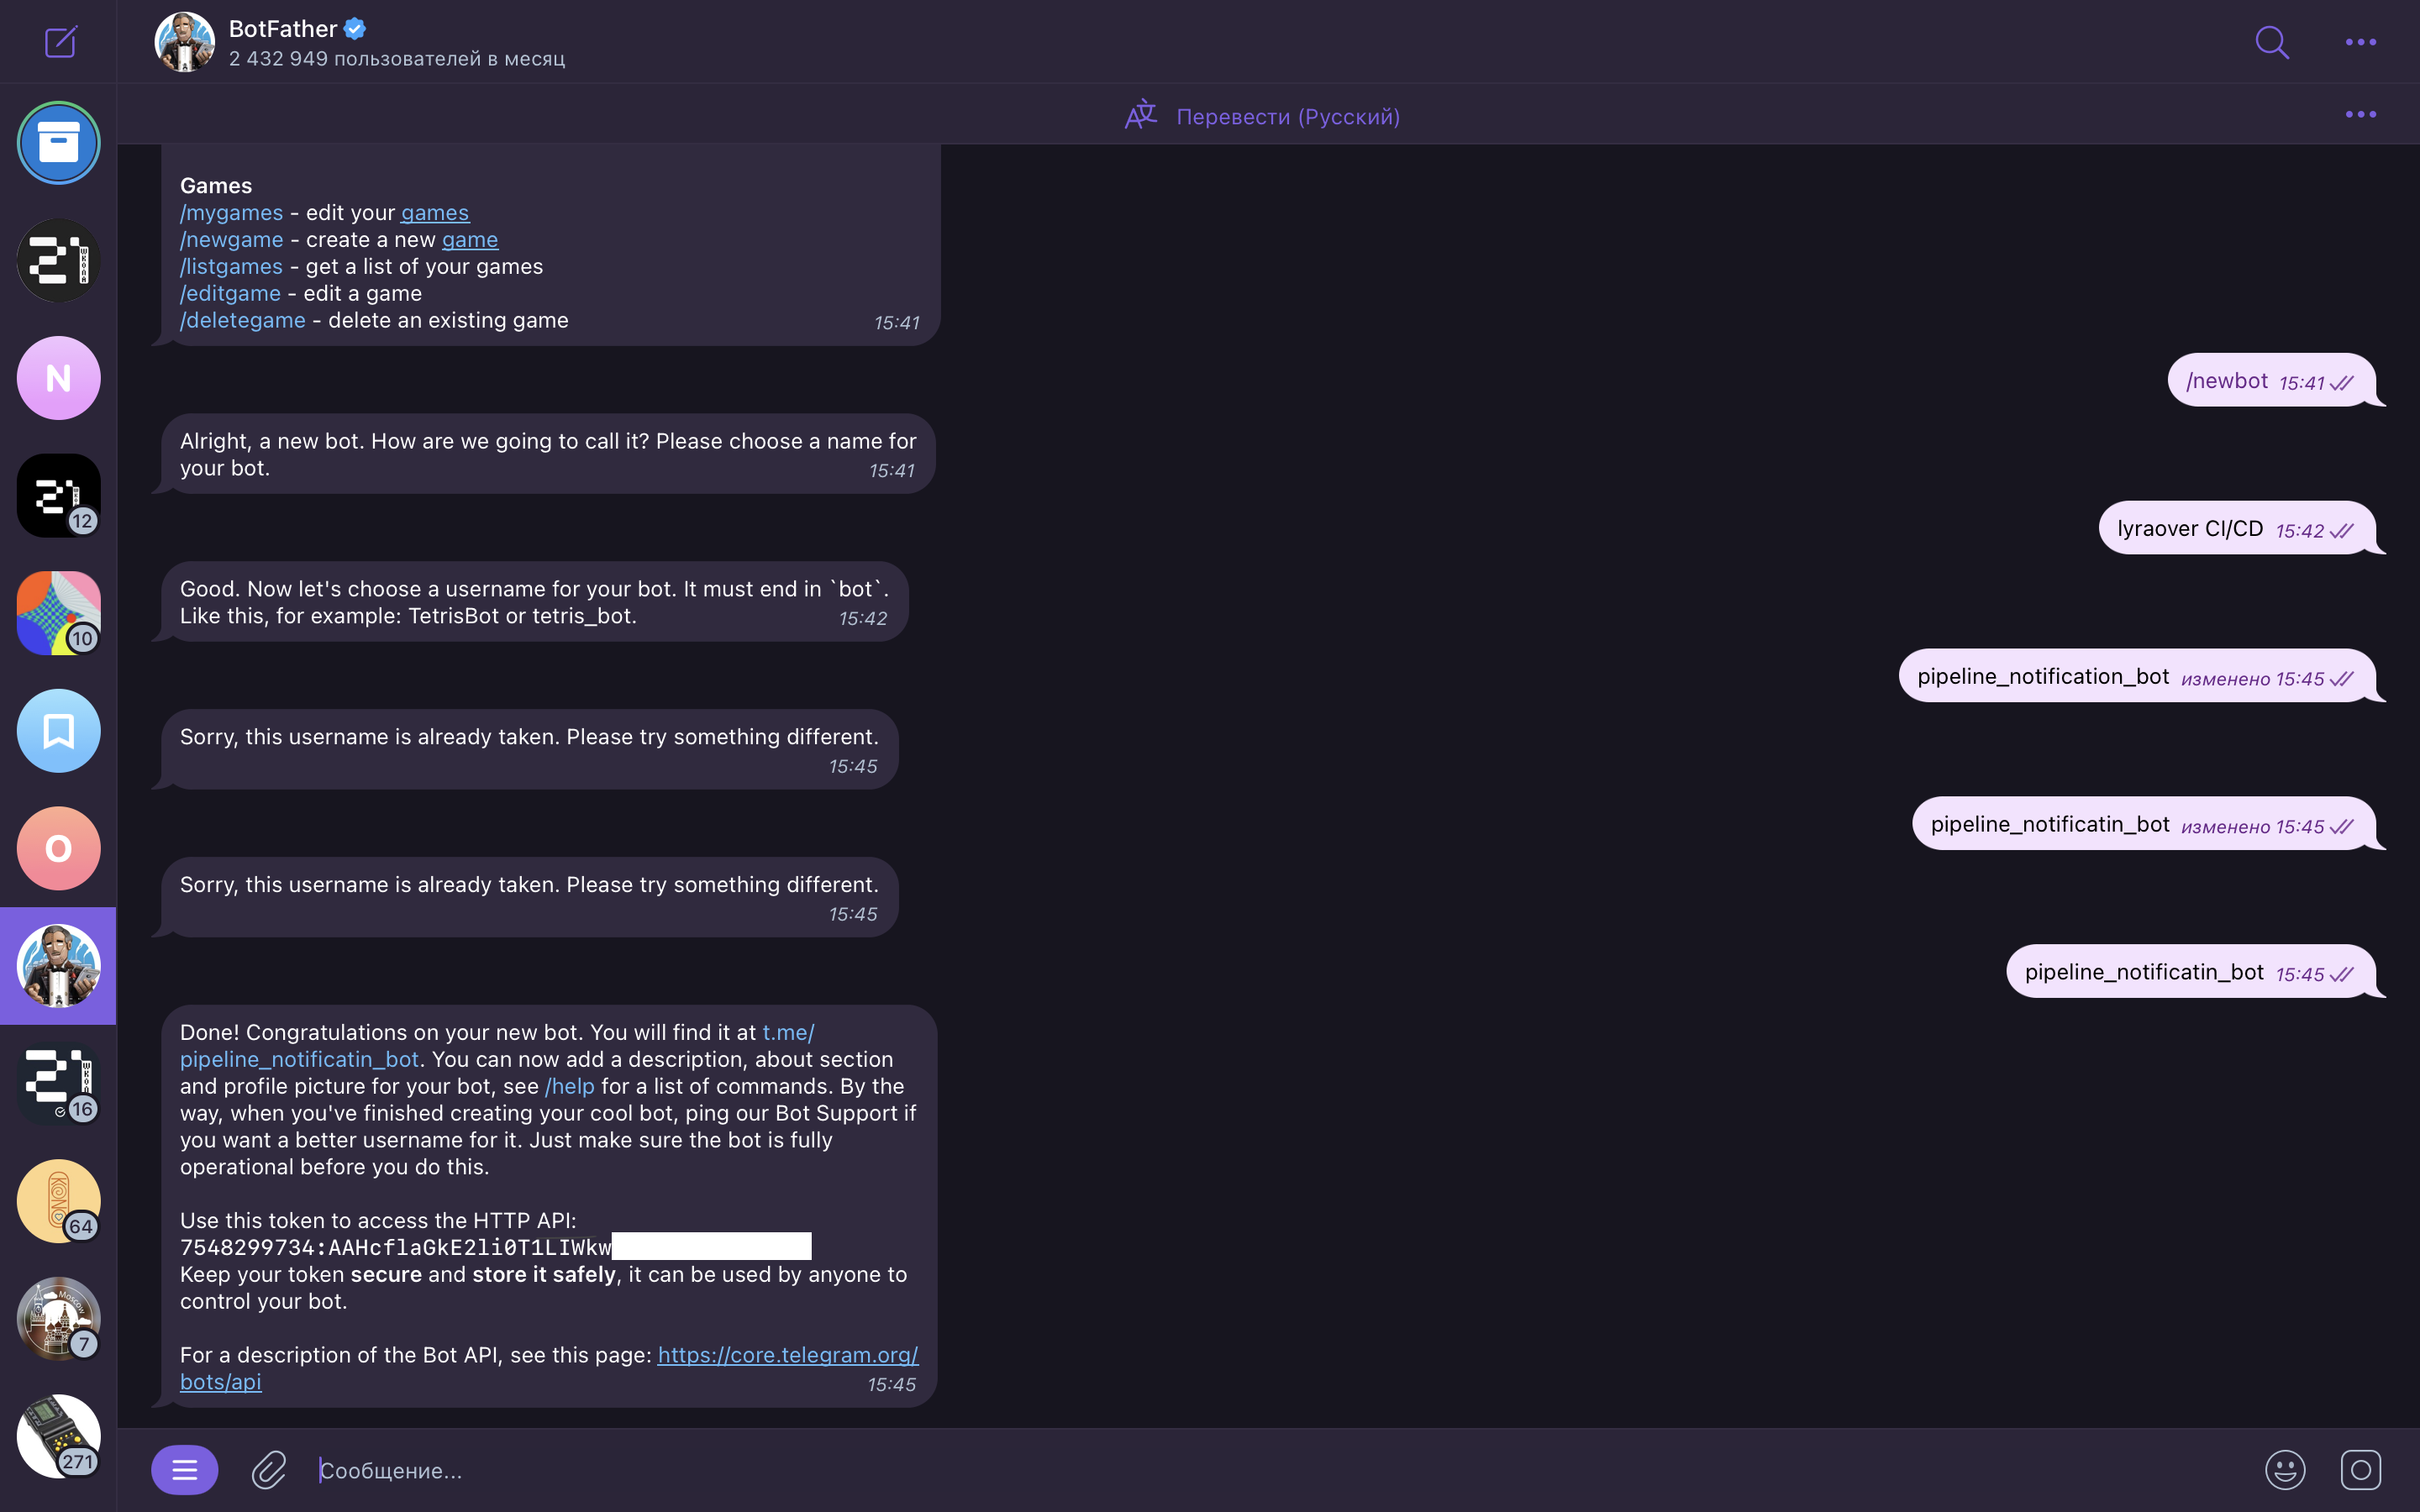 BotFather
2 432 949 пользователей в месяц
Перевести (Русский)
Games
/mygames - edit your games
/newgame - create a new game
/listgames - get a list of your games
/editgame - edit a game
/deletegame - delete an existing game
15:41
/newbot 15:41
Alright, a new bot. How are we going to call it? Please choose a name for
your bot.
15:41
lyraover CI/CD 15:42
Good. Now let's choose a username for your bot. It must end in `bot`.
Like this, for example: TetrisBot or tetris_bot.
15:42
pipeline_notification_bot изменено 15:45
Sorry, this username is already taken. Please try something different.
15:45
pipeline_notificatin_bot изменено 15:45
Sorry, this username is already taken. Please try something different.
15:45
pipeline_notificatin_bot 15:45
Done! Congratulations on your new bot. You will find it at t.me/
pipeline_notificatin_bot. You can now add a description, about section
and profile picture for your bot, see /help for a list of commands. By the
way, when you've finished creating your cool bot, ping our Bot Support if
you want a better username for it. Just make sure the bot is fully
operational before you do this.
Use this token to access the HTTP API:
7548299734:AAHcflaGkE2li0T1LIWkw
Keep your token secure and store it safely, it can be used by anyone to
control your bot.
For a description of the Bot API, see this page: https://core.telegram.org/
bots/api
15:45
Сообщение...
21
ШКОЛА
N
21
12
10
O
21
ШКОЛА
16
KONO
64
Moscow
7
271